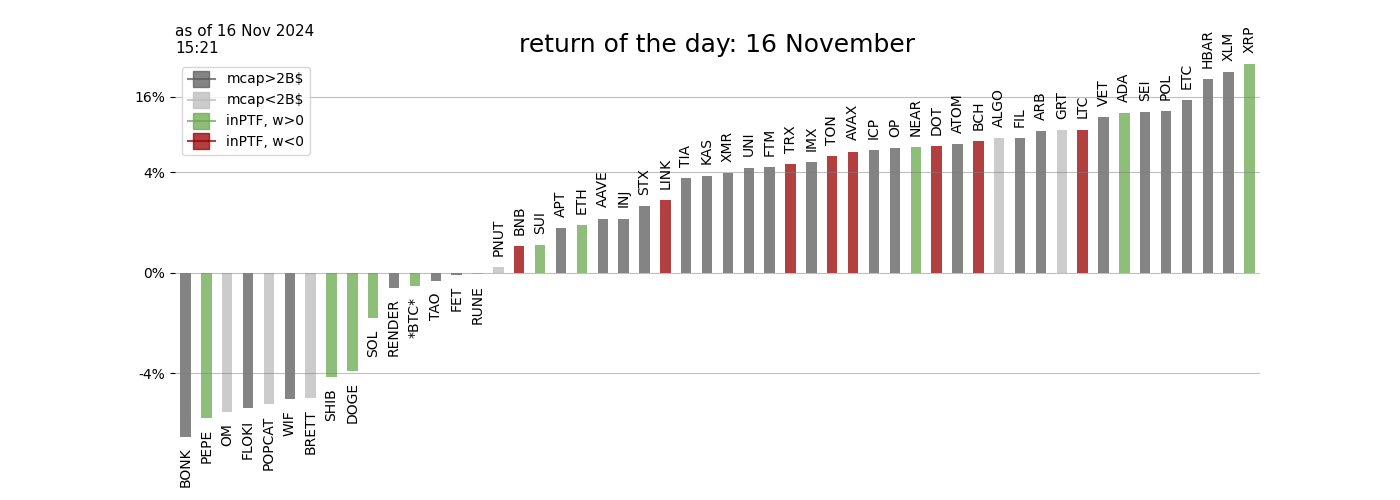 as of 16 Nov 2024
15:21
return of the day: 16 November
mcap>2B$
mcap<2B$
inPTF, w>0
inPTF, w<0
16%
4%
0%
-4%
BONK
PEPE
OM
FLOKI
POPCAT
WIF
BRETT
SHIB
DOGE
SOL
RENDER
*BTC*
TAO
FET
RUNE
PNUT
BNB
SUI
APT
ETH
AAVE
INJ
STX
LINK
TIA
KAS
XMR
UNI
FTM
TRX
IMX
TON
AVAX
ICP
OP
NEAR
DOT
ATOM
BCH
ALGO
FIL
ARB
GRT
LTC
VET
ADA
SEI
POL
ETC
HBAR
XLM
XRP